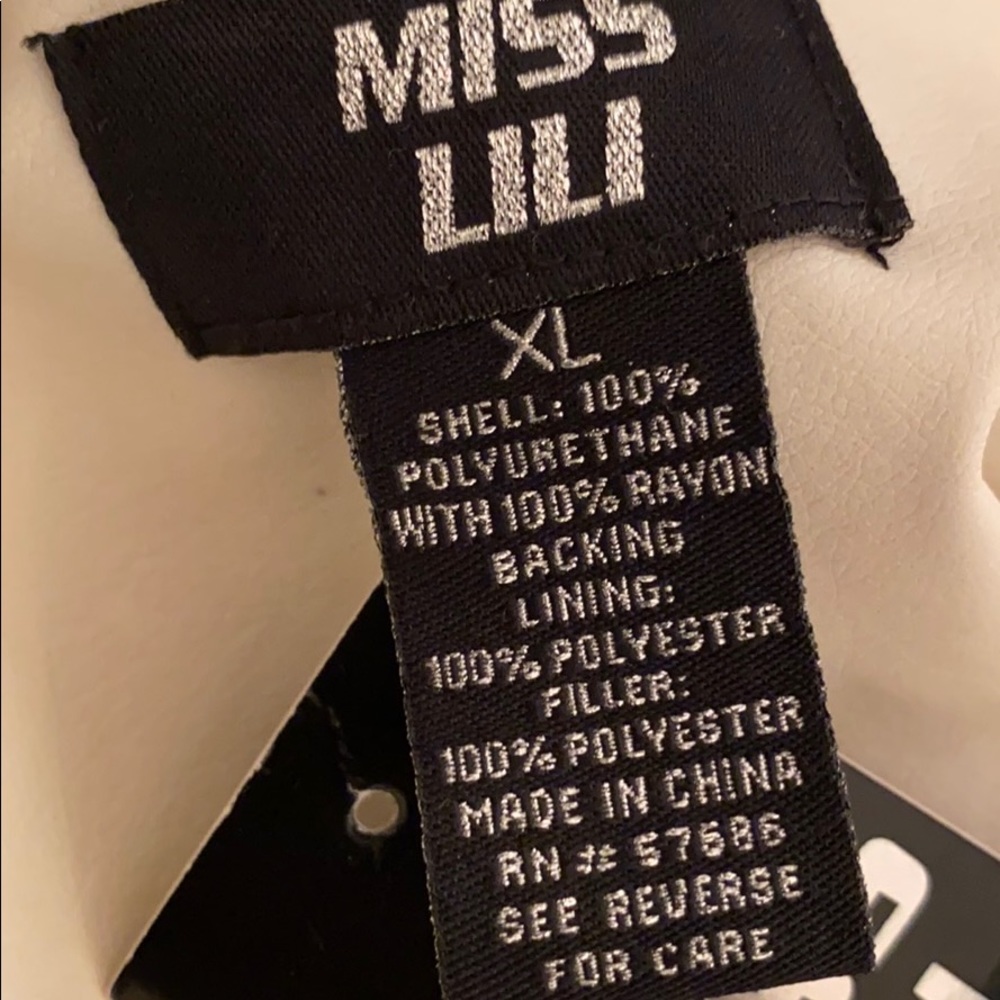 MISS
LILI
XL
SHELL: 100%
POLYURETHANE
WITH 100% RAYON
BACKING
LINING:
100% POLYESTER
FILLER:
100% POLYESTER
MADE IN CHINA
RN # 57686
SEE REVERSE
FOR CARE